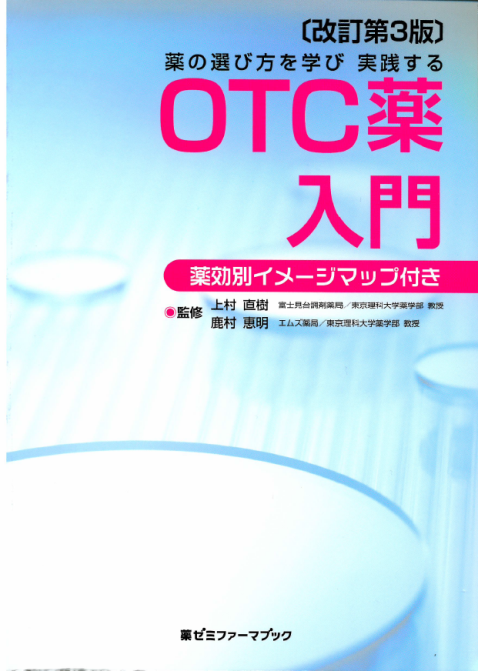 〔改訂第3版〕
薬の選び方を学び 実践する
OTC薬
入門
薬効別イメージマップ付き
◉監修 上村 直樹 富士見台調剤薬局／東京理科大学薬学部 教授
鹿村 恵明 エムズ薬局／東京理科大学薬学部 教授
薬ゼミファーマブック